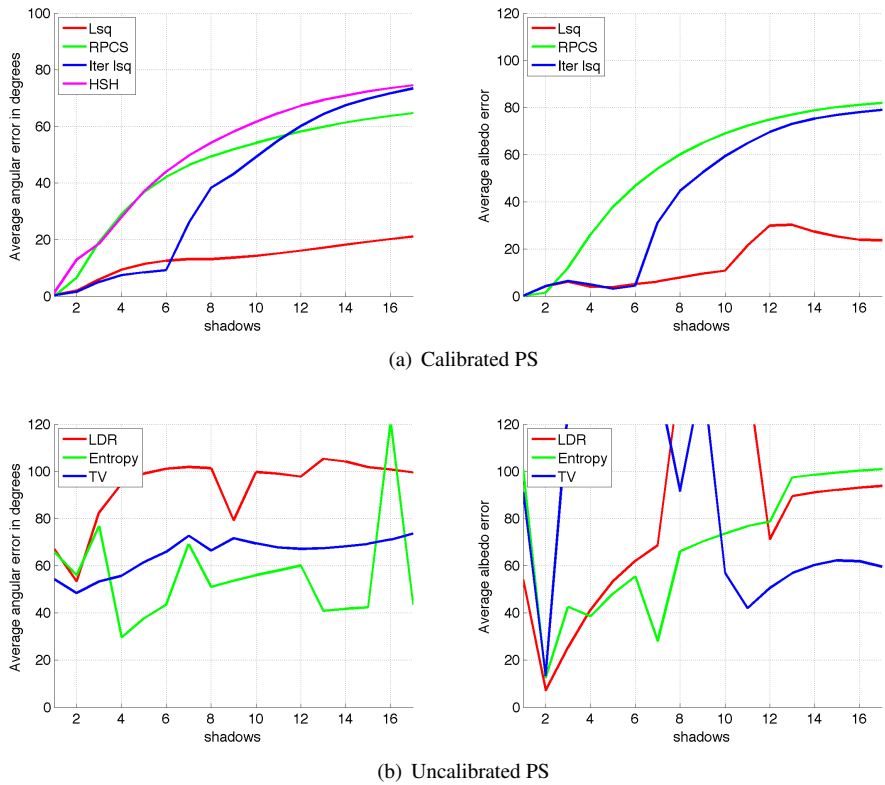 100
80
60
40
20
0
Average angular error in degrees
Lsq
RPCS
Iter lsq
HSH
2 4 6 8 10 12 14 16
shadows
120
100
80
60
40
20
0
Average albedo error
Lsq
RPCS
Iter lsq
2 4 6 8 10 12 14 16
shadows
(a) Calibrated PS
120
100
80
60
40
20
0
Average angular error in degrees
LDR
Entropy
TV
2 4 6 8 10 12 14 16
shadows
120
100
80
60
40
20
0
Average albedo error
LDR
Entropy
TV
2 4 6 8 10 12 14 16
shadows
(b) Uncalibrated PS